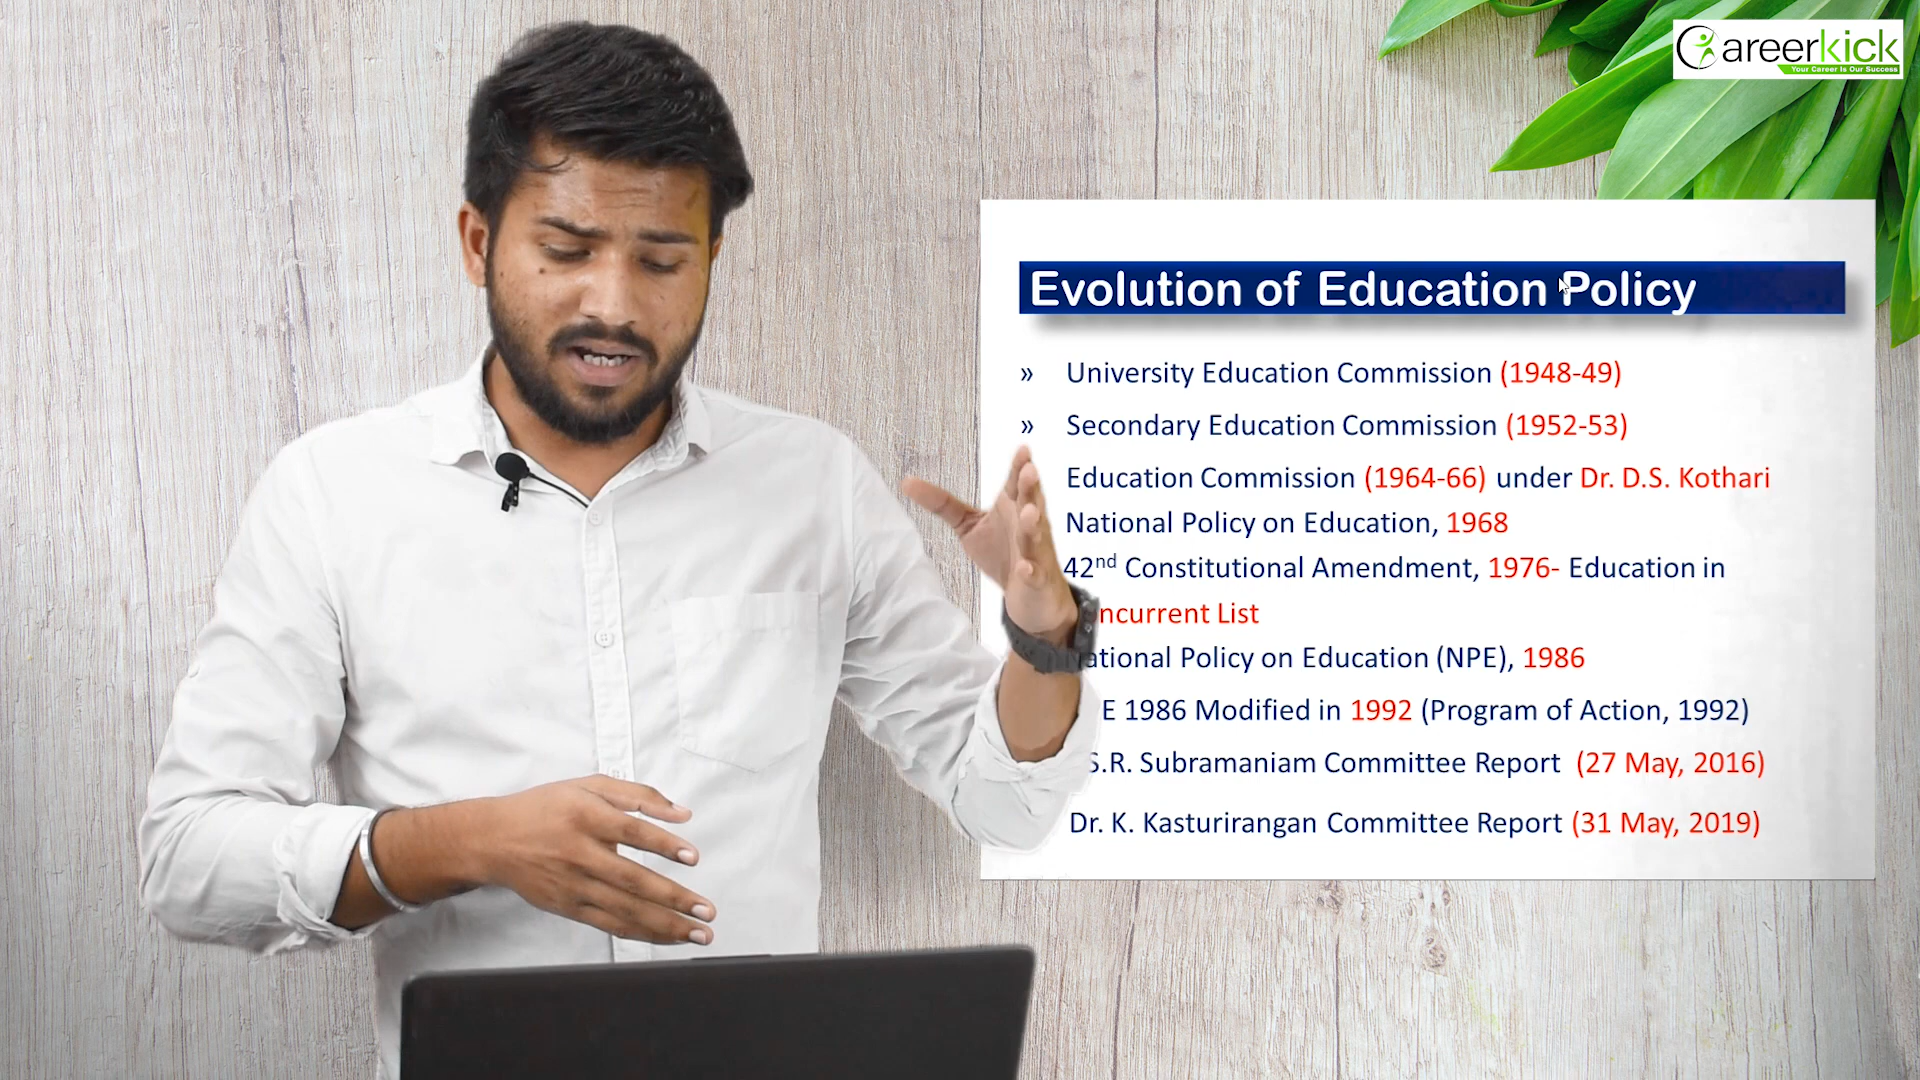 Careerkick
Your Career Is Our Success
Evolution of Education Policy
» University Education Commission (1948-49)
» Secondary Education Commission (1952-53)
Education Commission (1964-66) under Dr. D.S. Kothari
National Policy on Education, 1968
42nd Constitutional Amendment, 1976- Education in
ncurrent List
ational Policy on Education (NPE), 1986
E 1986 Modified in 1992 (Program of Action, 1992)
S.R. Subramaniam Committee Report (27 May, 2016)
Dr. K. Kasturirangan Committee Report (31 May, 2019)